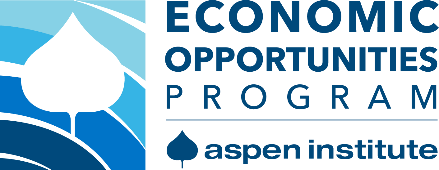 ECONOMIC
OPPORTUNITIES
PROGRAM
aspen institute